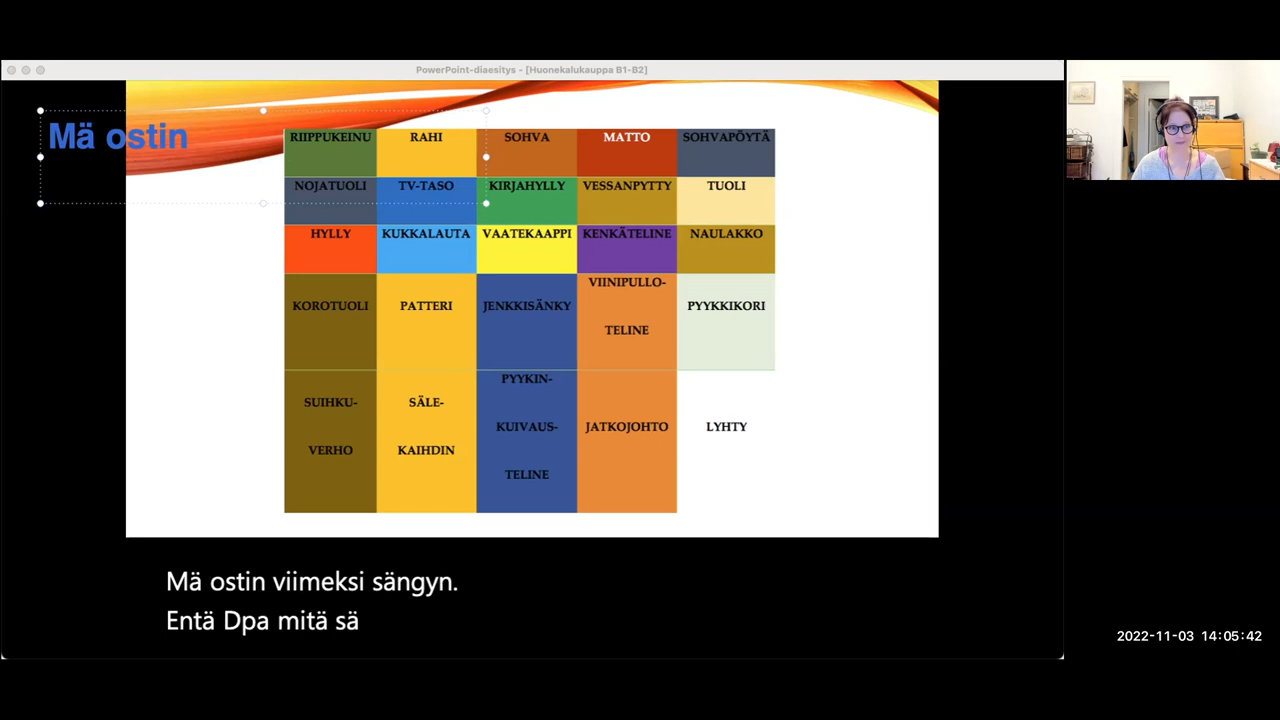 PowerPoint-diaesitys - [Huonekalukauppa B1-B2]
Mä ostin
RIIPPUKEINU RAHI SOHVA MATTO SOHVAPÖYTÄ
NOJATUOLI TV-TASO KIRJAHYLLY VESSANPYTTY TUOLI
HYLLY KUKKALAUTA VAATEKAAPPI KENKÄTELINE NAULAKKO
KOROTUOLI PATTERI JENKKISÄNKY VIINIPULLO-
TELINE PYYKKIKORI
SUIHKU-
VERHO
SÄLE-
KAIHDIN
PYYKIN-
KUIVAUS-
TELINE
JATKOJOHTO
LYHTY
Mä ostin viimeksi sängyn.
Entä Dpa mitä sä
2022-11-03 14:05:42